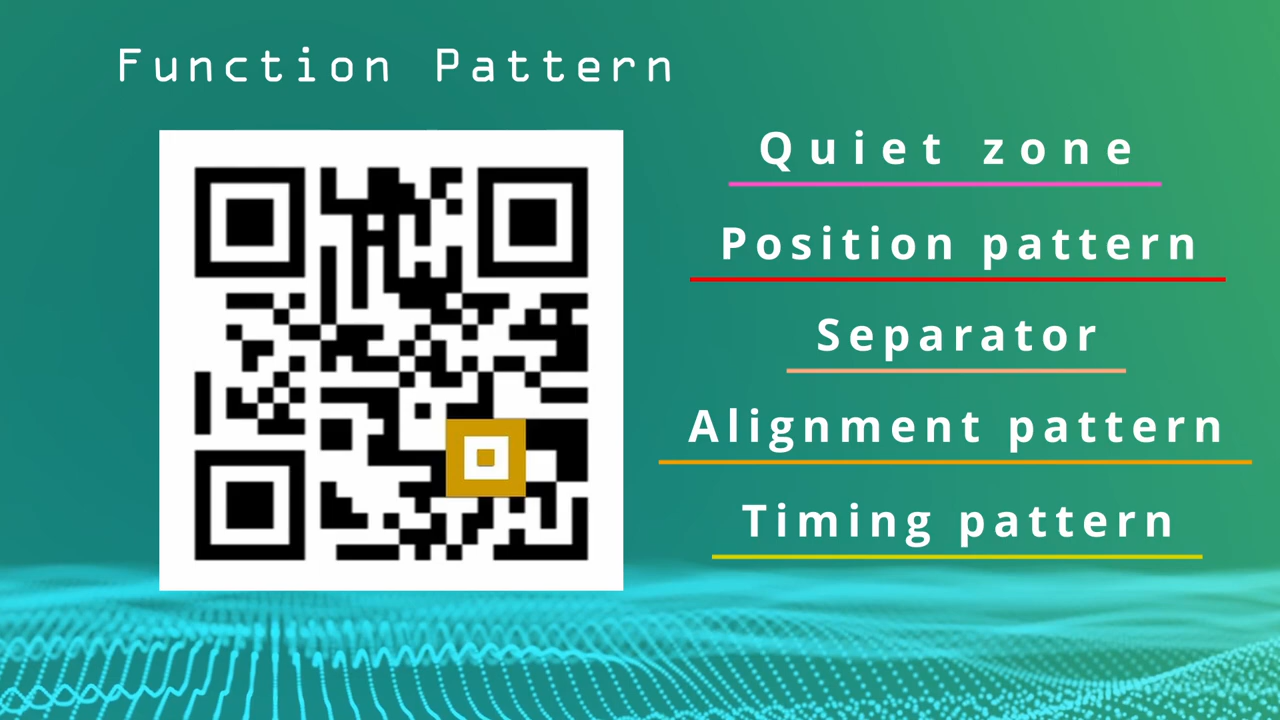 Function Pattern
Quiet zone
Position pattern
Separator
Alignment pattern
Timing pattern